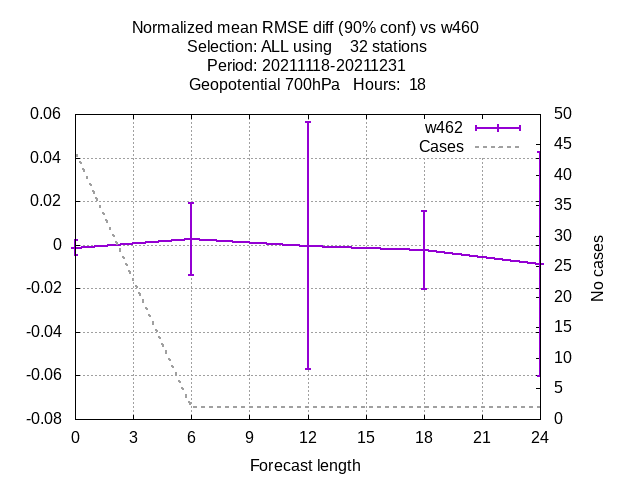 Normalized mean RMSE diff (90% conf) vs w460
Selection: ALL using    32 stations
Period: 20211118-20211231
Geopotential 700hPa   Hours:  18
w462
Cases
0.06
0.04
0.02
0
-0.02
-0.04
-0.06
-0.08
50
45
40
35
30
25
20
15
10
5
0
No cases
0 3 6 9 12 15 18 21 24
Forecast length